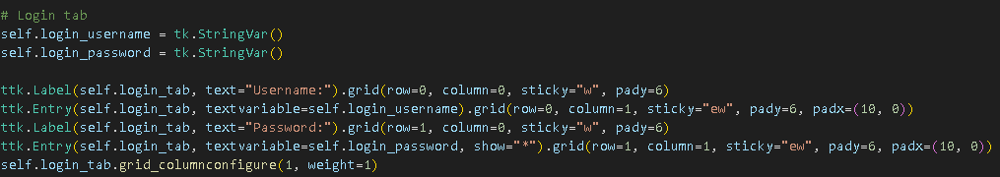 # Login tab
self.login_username = tk.StringVar()
self.login_password = tk.StringVar()

ttk.Label(self.login_tab, text="Username:").grid(row=0, column=0, sticky="w", pady=6)
ttk.Entry(self.login_tab, textvariable=self.login_username).grid(row=0, column=1, sticky="ew", pady=6, padx=(10, 0))
ttk.Label(self.login_tab, text="Password:").grid(row=1, column=0, sticky="w", pady=6)
ttk.Entry(self.login_tab, textvariable=self.login_password, show="*").grid(row=1, column=1, sticky="ew", pady=6, padx=(10, 0))
self.login_tab.grid_columnconfigure(1, weight=1)